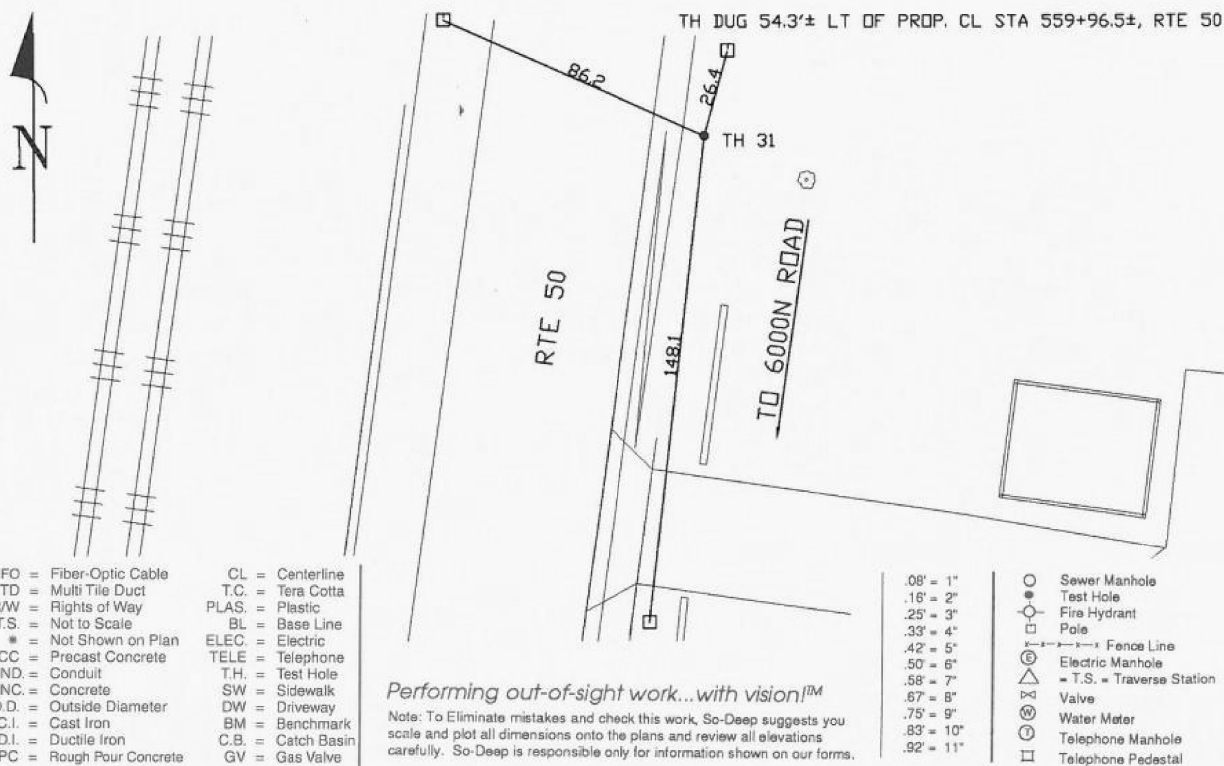 TH DUG 54.3'± LT OF PROP. CL STA 559+96.5±, RTE 50
86.2
26.4
TH 31
N
TO 6000N ROAD
RTE 50
148.1
FO = Fiber-Optic Cable
TD = Multi Tile Duct
/W = Rights of Way
T.S. = Not to Scale
* = Not Shown on Plan
CC = Precast Concrete
ND. = Conduit
NC. = Concrete
O.D. = Outside Diameter
C.I. = Cast Iron
D.I. = Ductile Iron
PC = Rough Pour Concrete
CL = Centerline
T.C. = Tera Cotta
PLAS. = Plastic
BL = Base Line
ELEC. = Electric
TELE = Telephone
T.H. = Test Hole
SW = Sidewalk
DW = Driveway
BM = Benchmark
C.B. = Catch Basin
GV = Gas Valve
Performing out-of-sight work...with vision!™
Note: To Eliminate mistakes and check this work, So-Deep suggests you
scale and plot all dimensions onto the plans and review all elevations
carefully. So-Deep is responsible only for information shown on our forms.
.08' = 1"
.16' = 2"
.25' = 3"
.33' = 4"
.42' = 5"
.50' = 6"
.58' = 7"
.67' = 8"
.75' = 9"
.83' = 10"
.92' = 11"
Sewer Manhole
Test Hole
Fire Hydrant
Pole
x—x—x—x—x Fence Line
E Electric Manhole
= T.S. = Traverse Station
Valve
W Water Meter
T Telephone Manhole
Telephone Pedestal